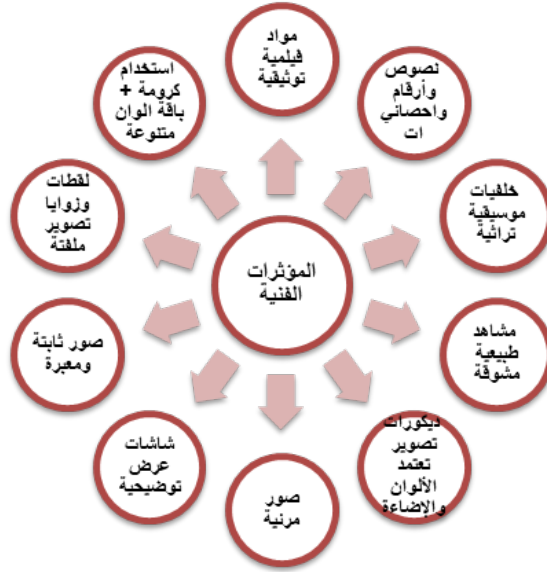 المؤثرات
الفنية
مواد
فيلمية
توثيقية
نصوص
وأرقام
واحصائي
ات
خلفيات
موسيقية
تراثية
مشاهد
طبيعية
مشوقة
ديكورات
تصوير
تعتمد
الألوان
والإضاءة
صور
مرئية
شاشات
عرض
توضيحية
صور ثابتة
ومعبرة
لقطات
وزوايا
تصوير
ملفتة
استخدام
كرومة +
باقة الوان
متنوعة